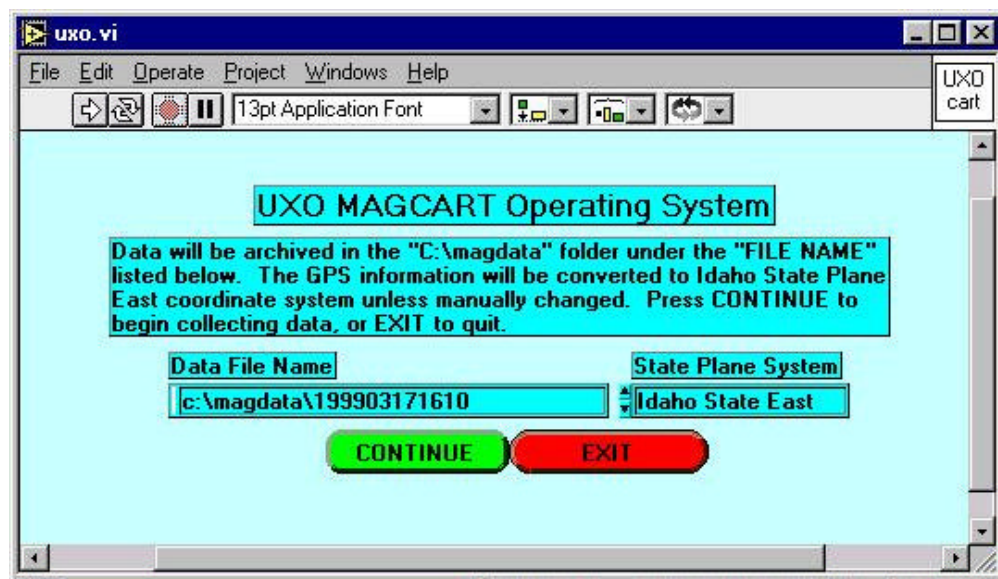 uxo.vi
File Edit Operate Project Windows Help
13pt Application Font
UXO
cart
UXO MAGCART Operating System
Data will be archived in the "C:\magdata" folder under the "FILE NAME"
listed below. The GPS information will be converted to Idaho State Plane
East coordinate system unless manually changed. Press CONTINUE to
begin collecting data, or EXIT to quit.
Data File Name State Plane System
c:\magdata\199903171610 Idaho State East
CONTINUE EXIT